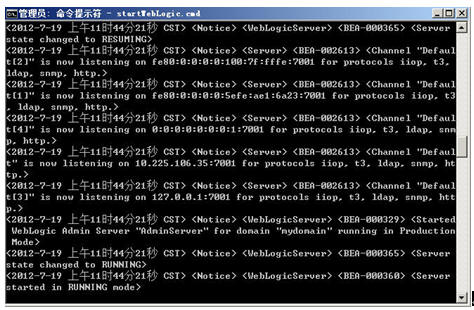 管理员: 命令提示符 - startWebLogic.cmd
<2012-7-19 上午11时44分21秒 CST> <Notice> <WebLogicServer> <BEA-000365> <Server
state changed to RESUMING>
<2012-7-19 上午11时44分21秒 CST> <Notice> <Server> <BEA-002613> <Channel "Defaul
t[2]" is now listening on fe80:0:0:0:0:100:7f:fffe:7001 for protocols iiop, t3,
ldap, snmp, http.>
<2012-7-19 上午11时44分21秒 CST> <Notice> <Server> <BEA-002613> <Channel "Defaul
t[1]" is now listening on fe80:0:0:0:0:5efe:ae1:6a23:7001 for protocols iiop, t3
, ldap, snmp, http.>
<2012-7-19 上午11时44分21秒 CST> <Notice> <Server> <BEA-002613> <Channel "Defaul
t[4]" is now listening on 0:0:0:0:0:0:0:1:7001 for protocols iiop, t3, ldap, snm
p, http.>
<2012-7-19 上午11时44分21秒 CST> <Notice> <Server> <BEA-002613> <Channel "Defaul
t" is now listening on 10.225.106.35:7001 for protocols iiop, t3, ldap, snmp, ht
tp.>
<2012-7-19 上午11时44分21秒 CST> <Notice> <Server> <BEA-002613> <Channel "Defaul
t[3]" is now listening on 127.0.0.1:7001 for protocols iiop, t3, ldap, snmp, htt
p.>
<2012-7-19 上午11时44分21秒 CST> <Notice> <WebLogicServer> <BEA-000329> <Started
WebLogic Admin Server "AdminServer" for domain "mydomain" running in Production
Mode>
<2012-7-19 上午11时44分21秒 CST> <Notice> <WebLogicServer> <BEA-000365> <Server
state changed to RUNNING>
<2012-7-19 上午11时44分21秒 CST> <Notice> <WebLogicServer> <BEA-000360> <Server
started in RUNNING mode>